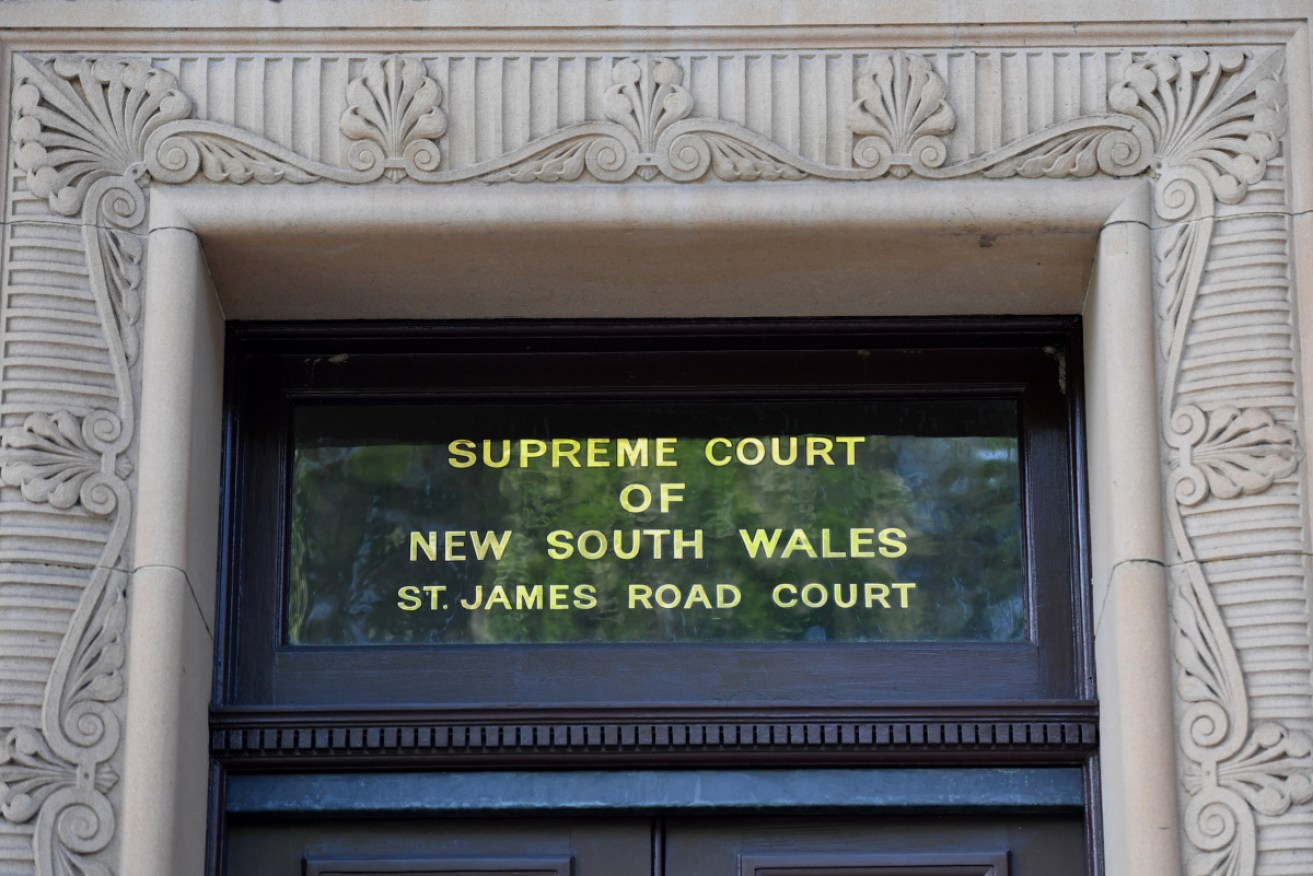 SUPREME COURT
OF
NEW SOUTH WALES
ST. JAMES ROAD COURT